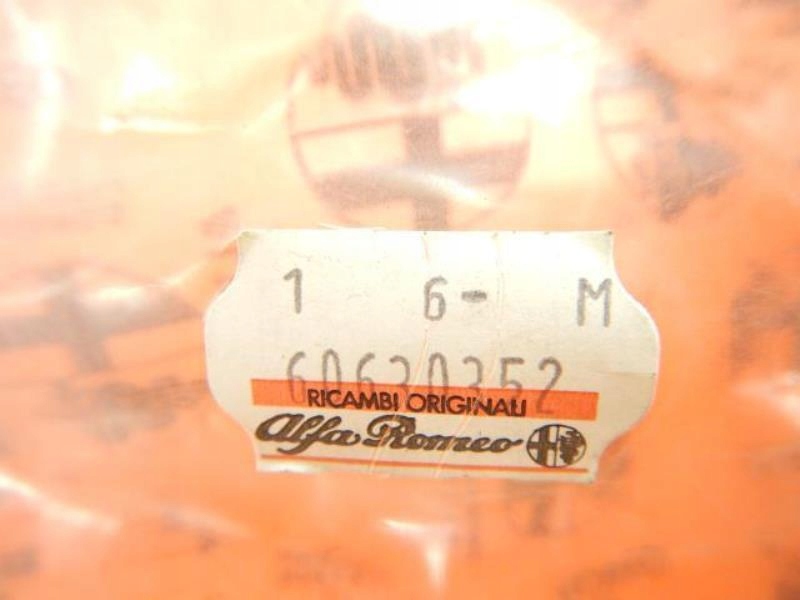 1 6- M
60630352
RICAMBI ORIGINALI
Alfa Romeo